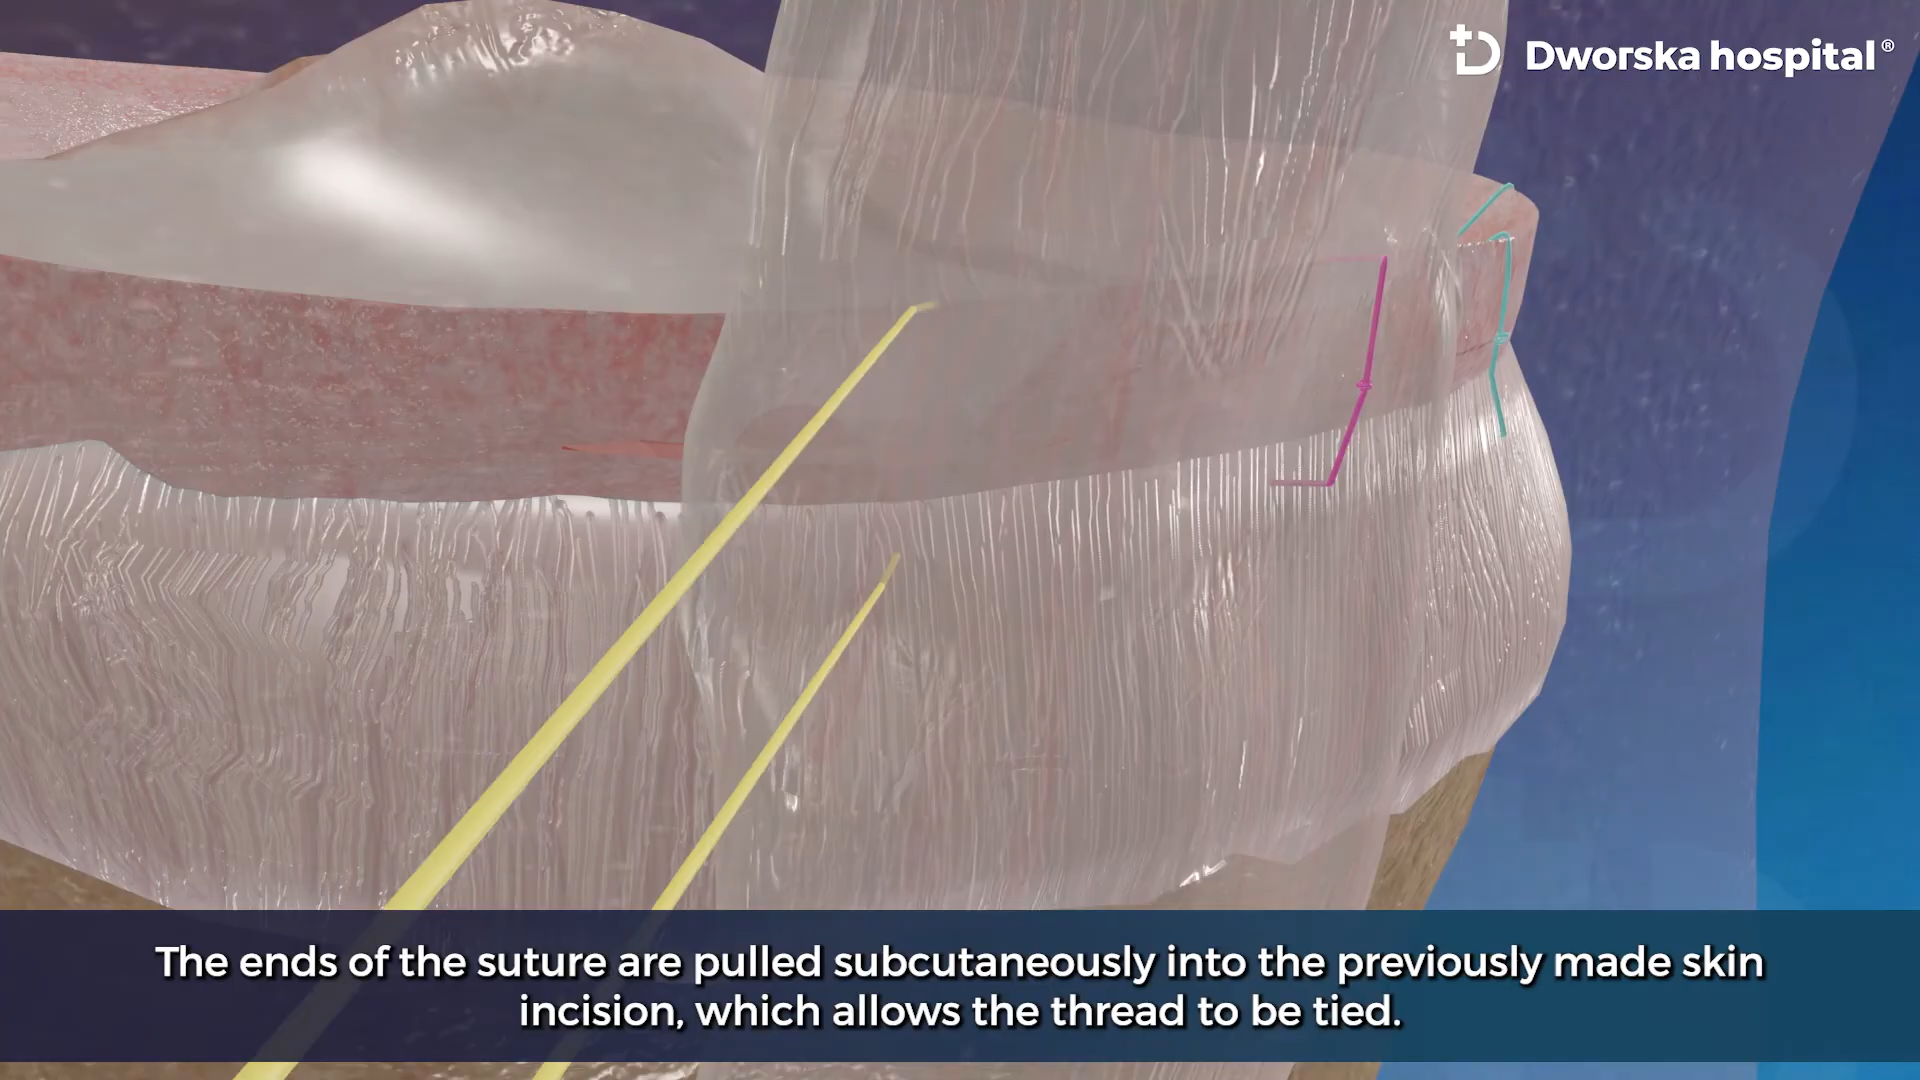 Dworska hospital®
The ends of the suture are pulled subcutaneously into the previously made skin
incision, which allows the thread to be tied.